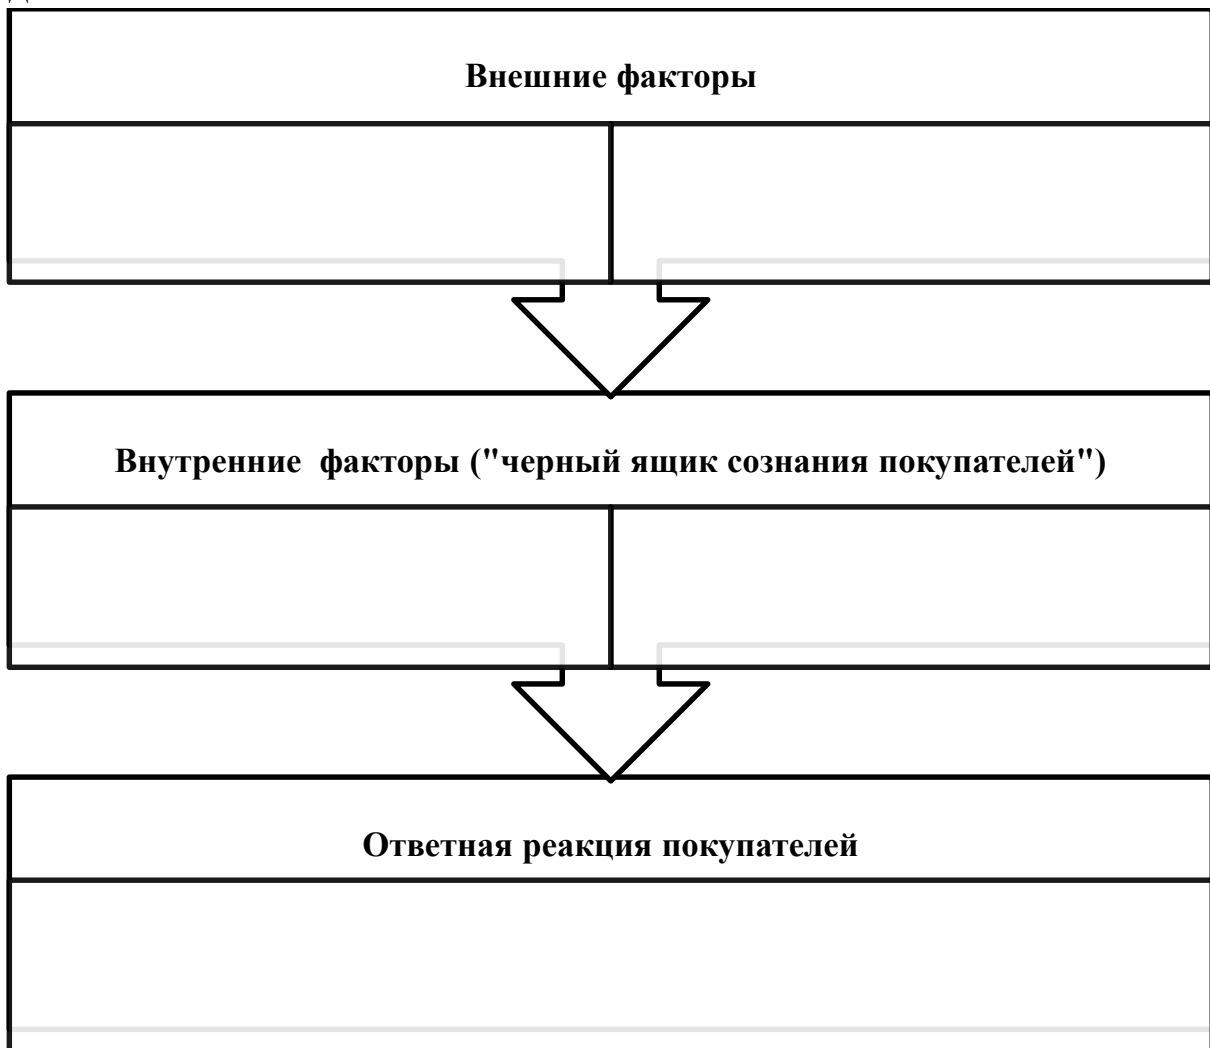 Внешние факторы
Внутренние  факторы ("черный ящик сознания покупателей")
Ответная реакция покупателей